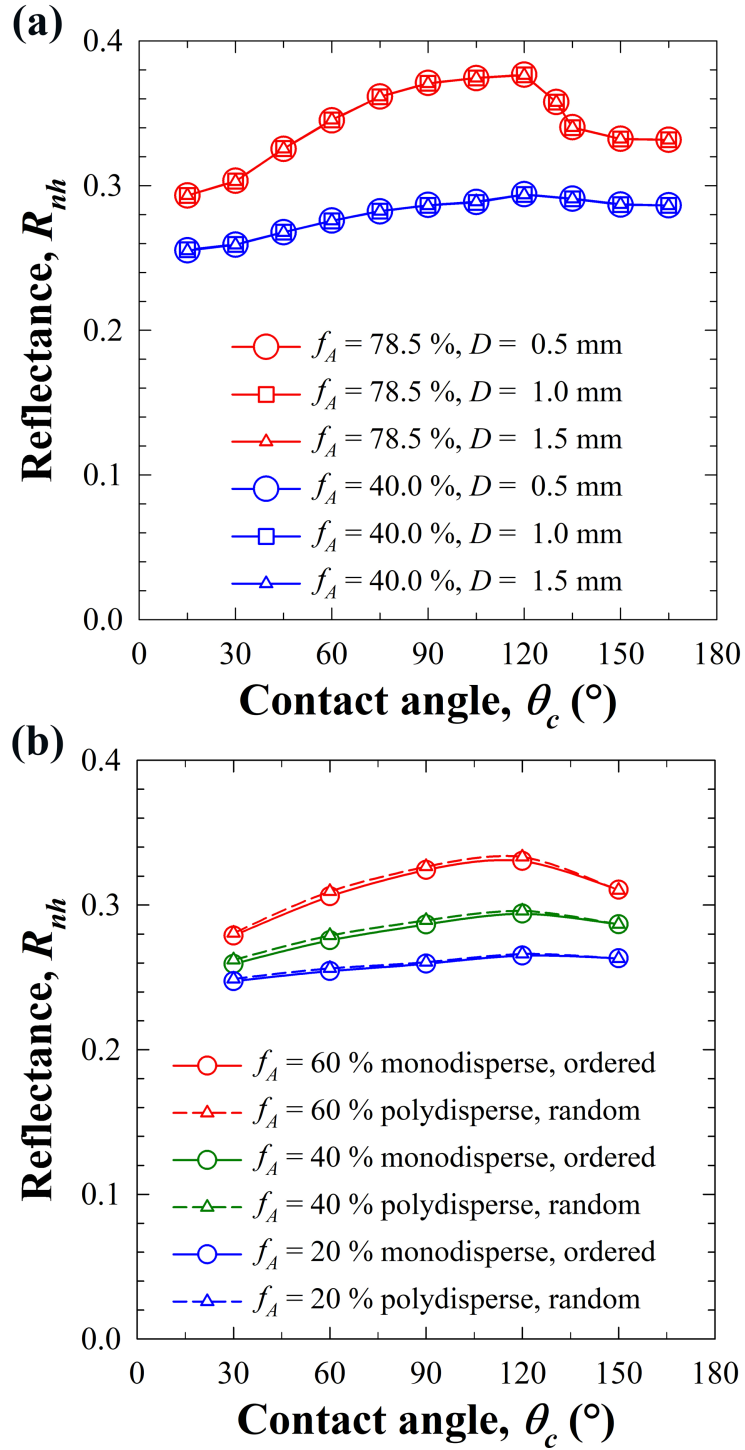 (a)
0.4
0.3
0.2
0.1
0.0
Reflectance, R_nh
f_A = 78.5 %, D = 0.5 mm
f_A = 78.5 %, D = 1.0 mm
f_A = 78.5 %, D = 1.5 mm
f_A = 40.0 %, D = 0.5 mm
f_A = 40.0 %, D = 1.0 mm
f_A = 40.0 %, D = 1.5 mm
0 30 60 90 120 150 180
Contact angle, θ_c (°)
(b)
0.4
0.3
0.2
0.1
0.0
Reflectance, R_nh
f_A = 60 % monodisperse, ordered
f_A = 60 % polydisperse, random
f_A = 40 % monodisperse, ordered
f_A = 40 % polydisperse, random
f_A = 20 % monodisperse, ordered
f_A = 20 % polydisperse, random
0 30 60 90 120 150 180
Contact angle, θ_c (°)